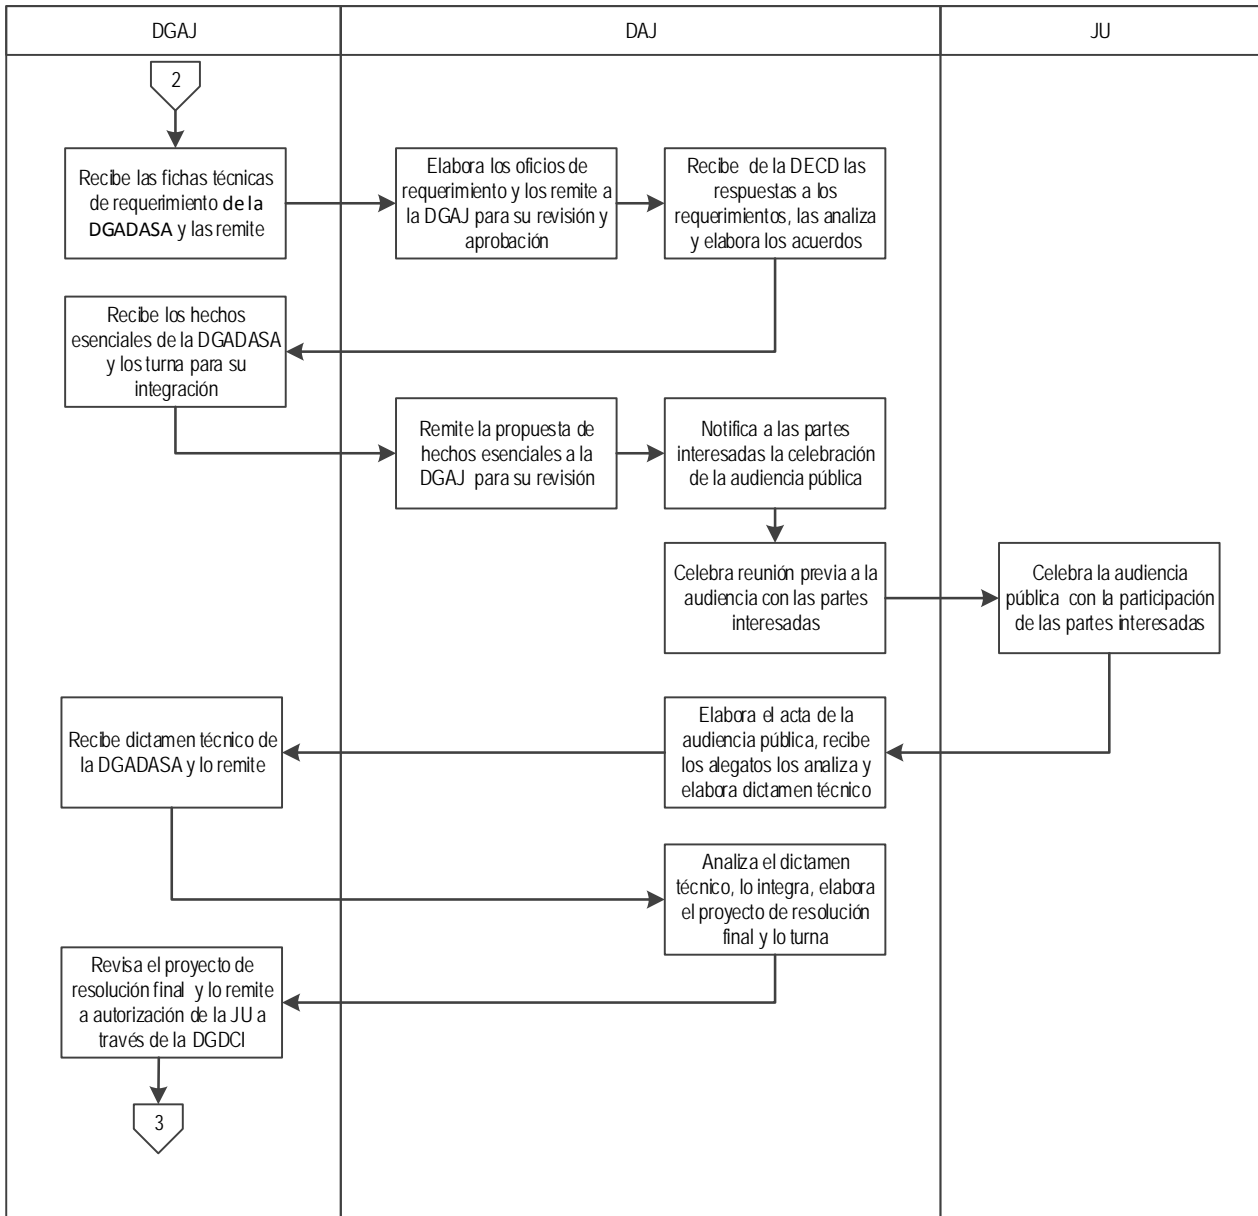 DGAJ
DAJ
JU
2
Recibe las fichas técnicas
de requerimiento de la
DGADASA y las remite
Elabora los oficios de
requerimiento y los remite a
la DGAJ para su revisión y
aprobación
Recibe de la DECD las
respuestas a los
requerimientos, las analiza
y elabora los acuerdos
Recibe los hechos
esenciales de la DGADASA
y los turna para su
integración
Remite la propuesta de
hechos esenciales a la
DGAJ para su revisión
Notifica a las partes
interesadas la celebración
de la audiencia pública
Celebra reunión previa a la
audiencia con las partes
interesadas
Celebra la audiencia
pública con la participación
de las partes interesadas
Elabora el acta de la
audiencia pública, recibe
los alegatos los analiza y
elabora dictamen técnico
Recibe dictamen técnico de
la DGADASA y lo remite
Analiza el dictamen
técnico, lo integra, elabora
el proyecto de resolución
final y lo turna
Revisa el proyecto de
resolución final y lo remite
a autorización de la JU a
través de la DGDCI
3